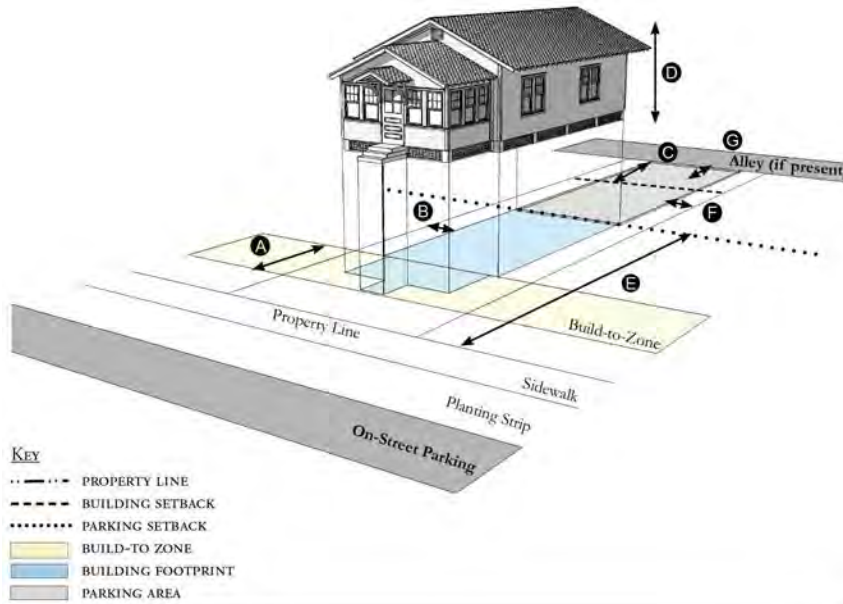 D
G
C
Alley (if present
B
F
A
E
Property Line
Build-to-Zone
Sidewalk
Planting Strip
On-Street Parking
KEY
PROPERTY LINE
BUILDING SETBACK
PARKING SETBACK
BUILD-TO ZONE
BUILDING FOOTPRINT
PARKING AREA